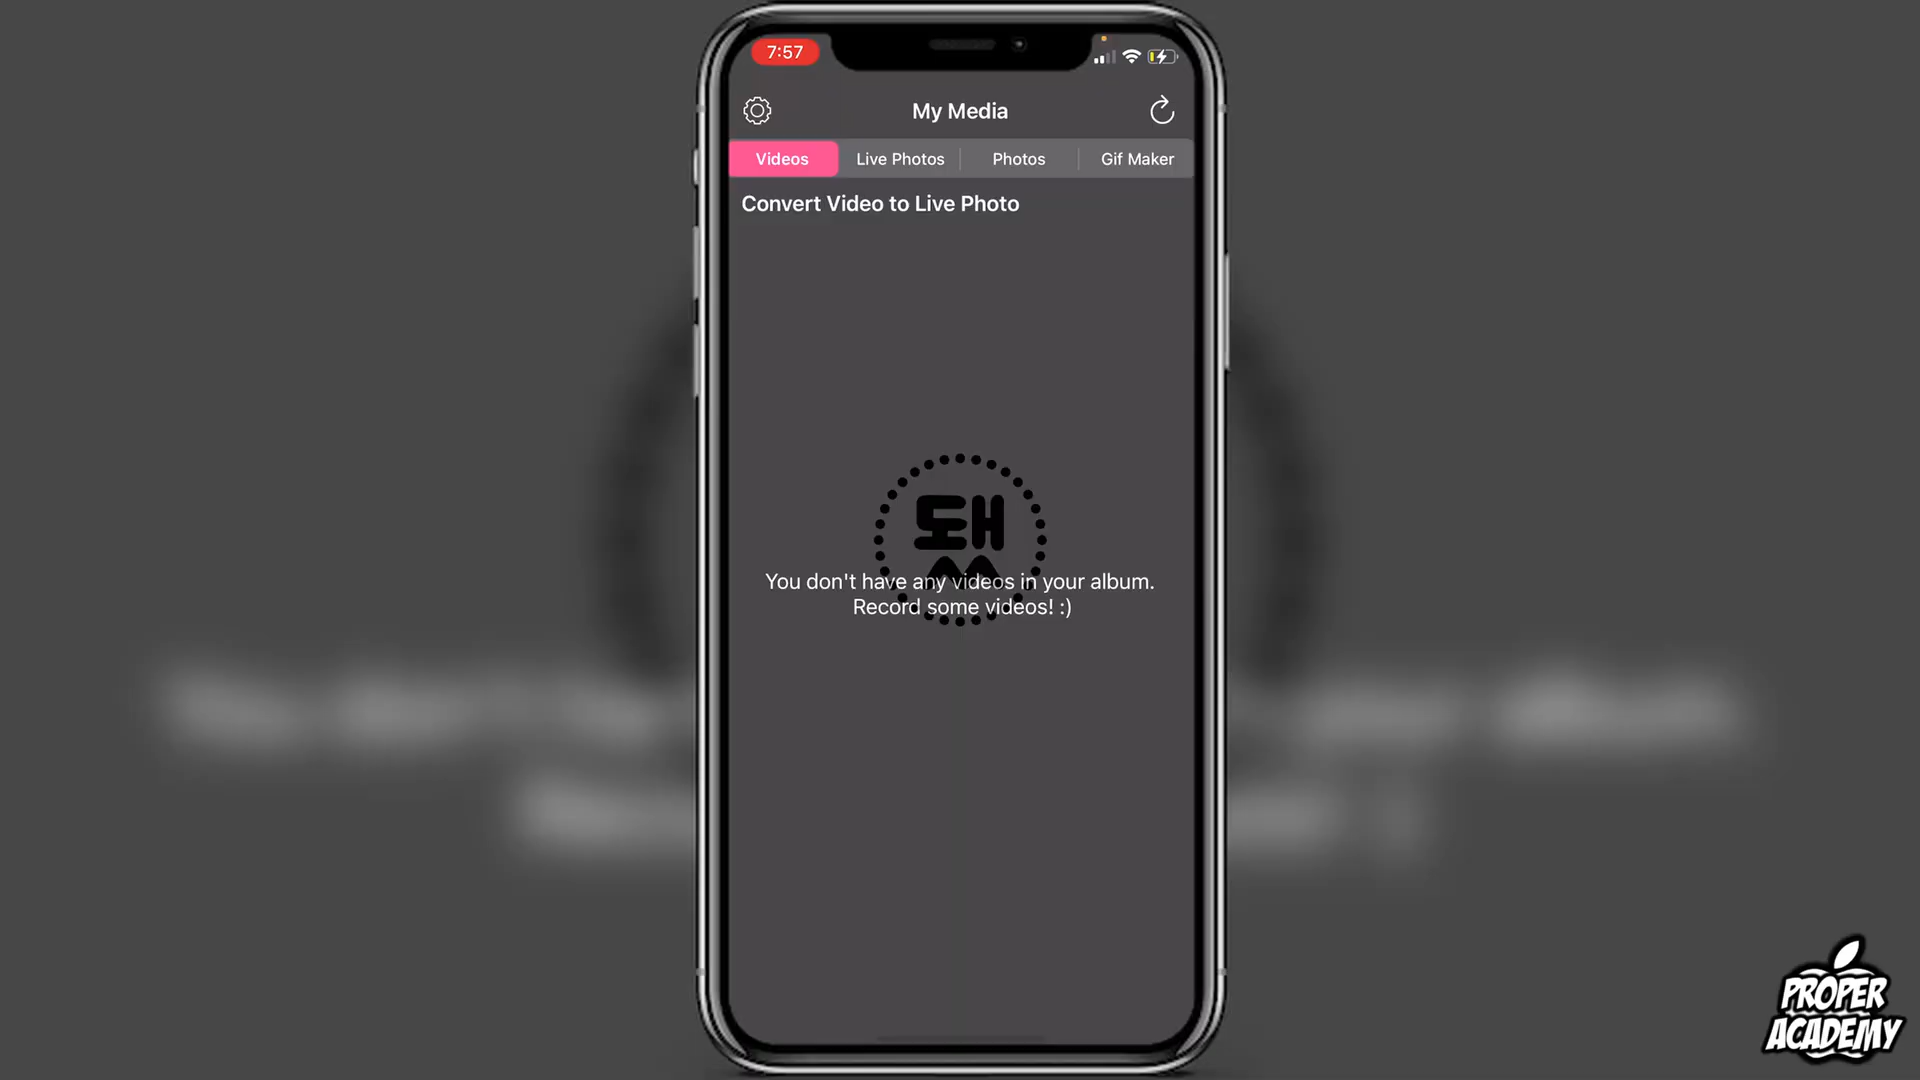 7:57
My Media
Videos
Live Photos
Photos
Gif Maker
Convert Video to Live Photo
됐
You don't have any videos in your album.
Record some videos! :)
PROPER
ACADEMY